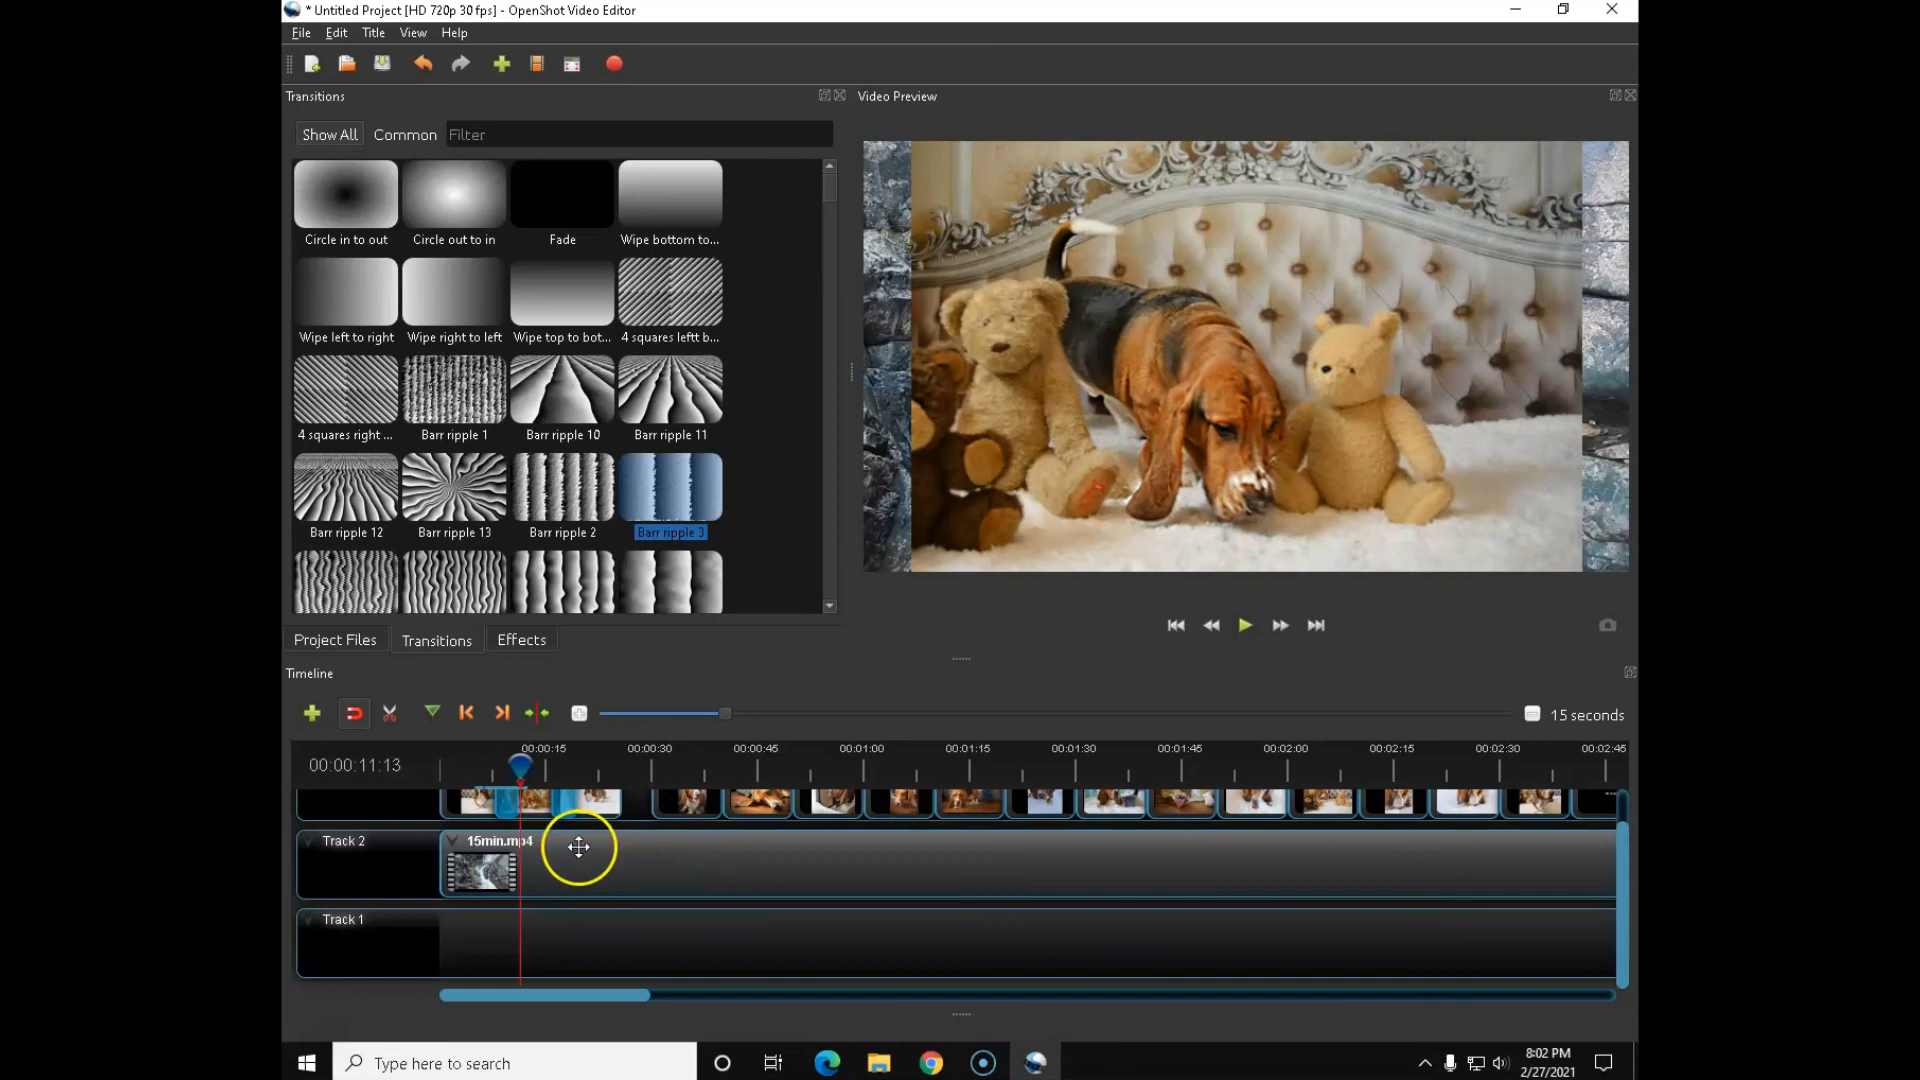 * Untitled Project [HD 720p 30 fps] - OpenShot Video Editor
File Edit Title View Help
Transitions
Video Preview
Show All Common Filter
Circle in to out Circle out to in Fade Wipe bottom to...
Wipe left to right Wipe right to left Wipe top to bot... 4 squares leftt b...
4 squares right ... Barr ripple 1 Barr ripple 10 Barr ripple 11
Barr ripple 12 Barr ripple 13 Barr ripple 2 Barr ripple 3
Project Files Transitions Effects
Timeline
15 seconds
00:00:11:13 00:00:15 00:00:30 00:00:45 00:01:00 00:01:15 00:01:30 00:01:45 00:02:00 00:02:15 00:02:30 00:02:45
Track 2 15min.mp4
Track 1
Type here to search
8:02 PM
2/27/2021